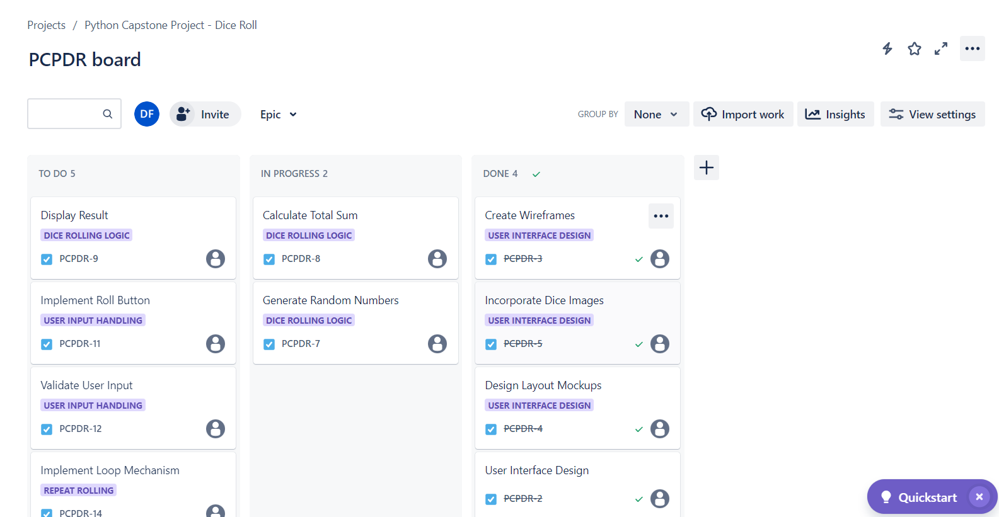 Projects / Python Capstone Project - Dice Roll
PCPDR board
DF
Invite
Epic
GROUP BY
None
Import work
Insights
View settings
TO DO 5
Display Result
DICE ROLLING LOGIC
PCPDR-9
Implement Roll Button
USER INPUT HANDLING
PCPDR-11
Validate User Input
USER INPUT HANDLING
PCPDR-12
Implement Loop Mechanism
REPEAT ROLLING
PCPDR-14
IN PROGRESS 2
Calculate Total Sum
DICE ROLLING LOGIC
PCPDR-8
Generate Random Numbers
DICE ROLLING LOGIC
PCPDR-7
DONE 4
Create Wireframes
USER INTERFACE DESIGN
PCPDR-3
Incorporate Dice Images
USER INTERFACE DESIGN
PCPDR-5
Design Layout Mockups
USER INTERFACE DESIGN
PCPDR-4
User Interface Design
PCPDR-2
Quickstart